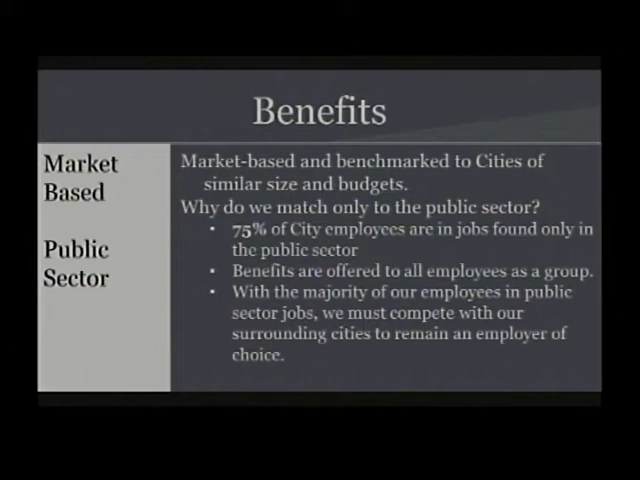 Benefits
Market
Based
Public
Sector
Market-based and benchmarked to Cities of
similar size and budgets.
Why do we match only to the public sector?
• 75% of City employees are in jobs found only in
the public sector
• Benefits are offered to all employees as a group.
• With the majority of our employees in public
sector jobs, we must compete with our
surrounding cities to remain an employer of
choice.